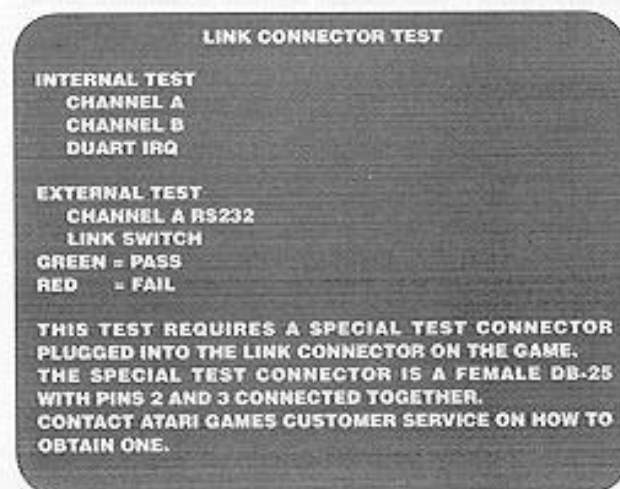 LINK CONNECTOR TEST
INTERNAL TEST
CHANNEL A
CHANNEL B
DUART IRQ
EXTERNAL TEST
CHANNEL A RS232
LINK SWITCH
GREEN = PASS
RED = FAIL
THIS TEST REQUIRES A SPECIAL TEST CONNECTOR
PLUGGED INTO THE LINK CONNECTOR ON THE GAME.
THE SPECIAL TEST CONNECTOR IS A FEMALE DB-25
WITH PINS 2 AND 3 CONNECTED TOGETHER.
CONTACT ATARI GAMES CUSTOMER SERVICE ON HOW TO
OBTAIN ONE.